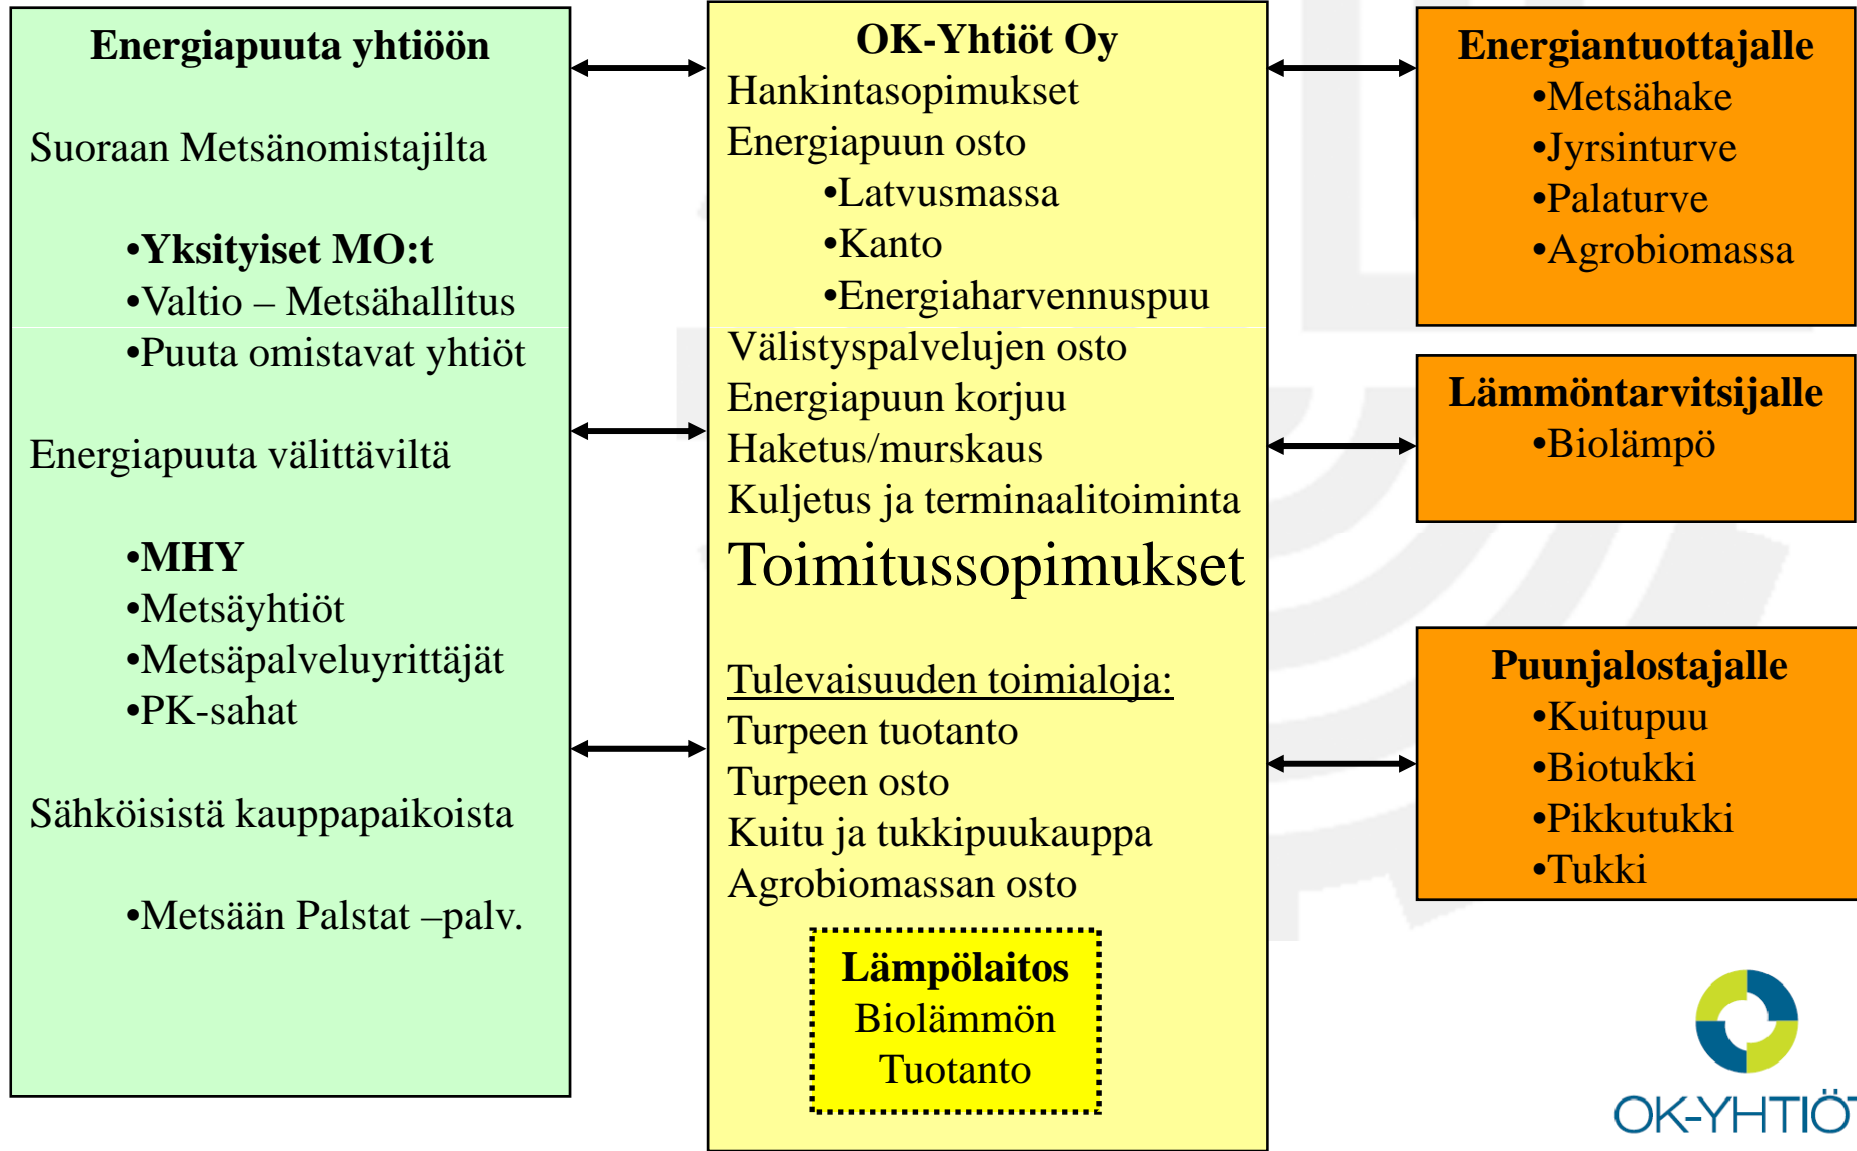 Energiapuuta yhtiöön
Suoraan Metsänomistajilta
•Yksityiset MO:t
•Valtio – Metsähallitus
•Puuta omistavat yhtiöt
Energiapuuta välittäviltä
•MHY
•Metsäyhtiöt
•Metsäpalveluyrittäjät
•PK-sahat
Sähköisistä kauppapaikoista
•Metsään Palstat –palv.
OK-Yhtiöt Oy
Hankintasopimukset
Energiapuun osto
•Latvusmassa
•Kanto
•Energiaharvennuspuu
Välistyspalvelujen osto
Energiapuun korjuu
Haketus/murskaus
Kuljetus ja terminaalitoiminta
Toimitussopimukset
Tulevaisuuden toimialoja:
Turpeen tuotanto
Turpeen osto
Kuitu ja tukkipuukauppa
Agrobiomassan osto
Lämpölaitos
Biolämmön
Tuotanto
Energiantuottajalle
•Metsähake
•Jyrsinturve
•Palaturve
•Agrobiomassa
Lämmöntarvitsijalle
•Biolämpö
Puunjalostajalle
•Kuitupuu
•Biotukki
•Pikkutukki
•Tukki
OK-YHTIÖT